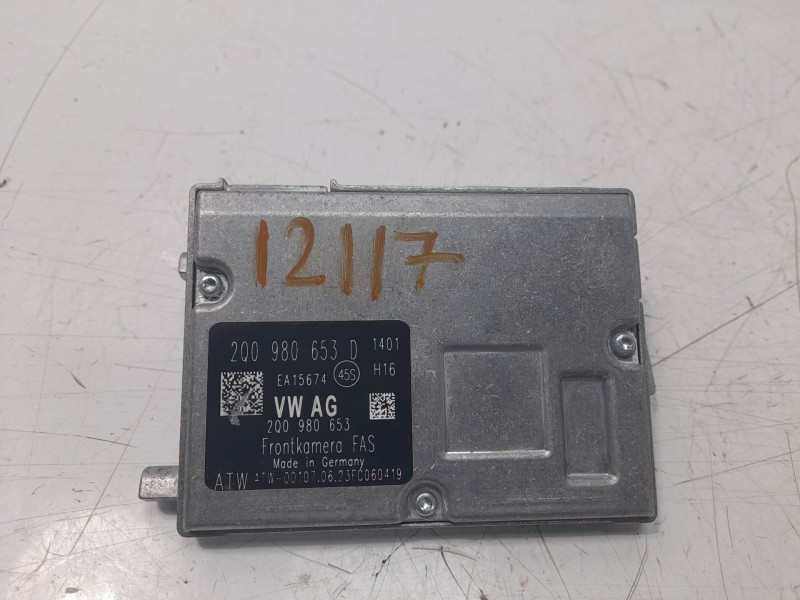 12117
2Q0 980 653 D 1401
EA15674 45S H16
VW AG
2Q0 980 653
Frontkamera FAS
Made in Germany
ATW ATW-00107.06.23FC060419